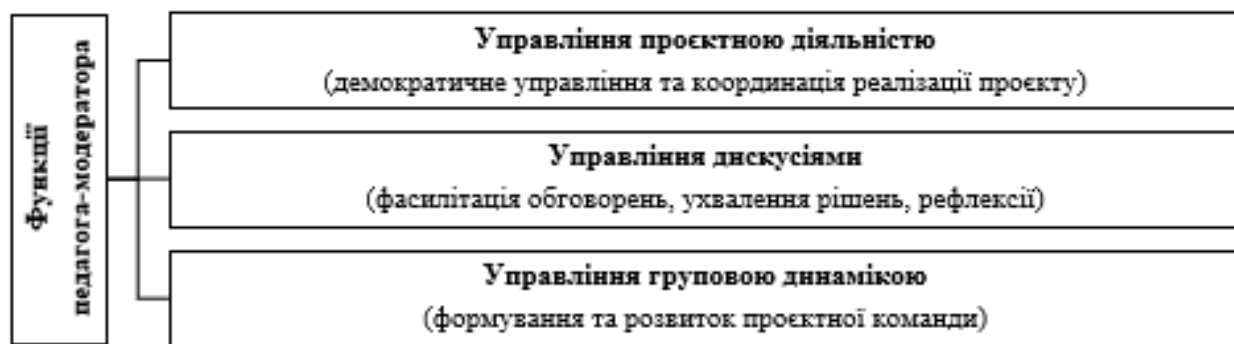 Функції
педагога-модератора
Управління проєктною діяльністю
(демократичне управління та координація реалізації проєкту)
Управління дискусіями
(фасилітація обговорень, ухвалення рішень, рефлексії)
Управління груповою динамікою
(формування та розвиток проєктної команди)